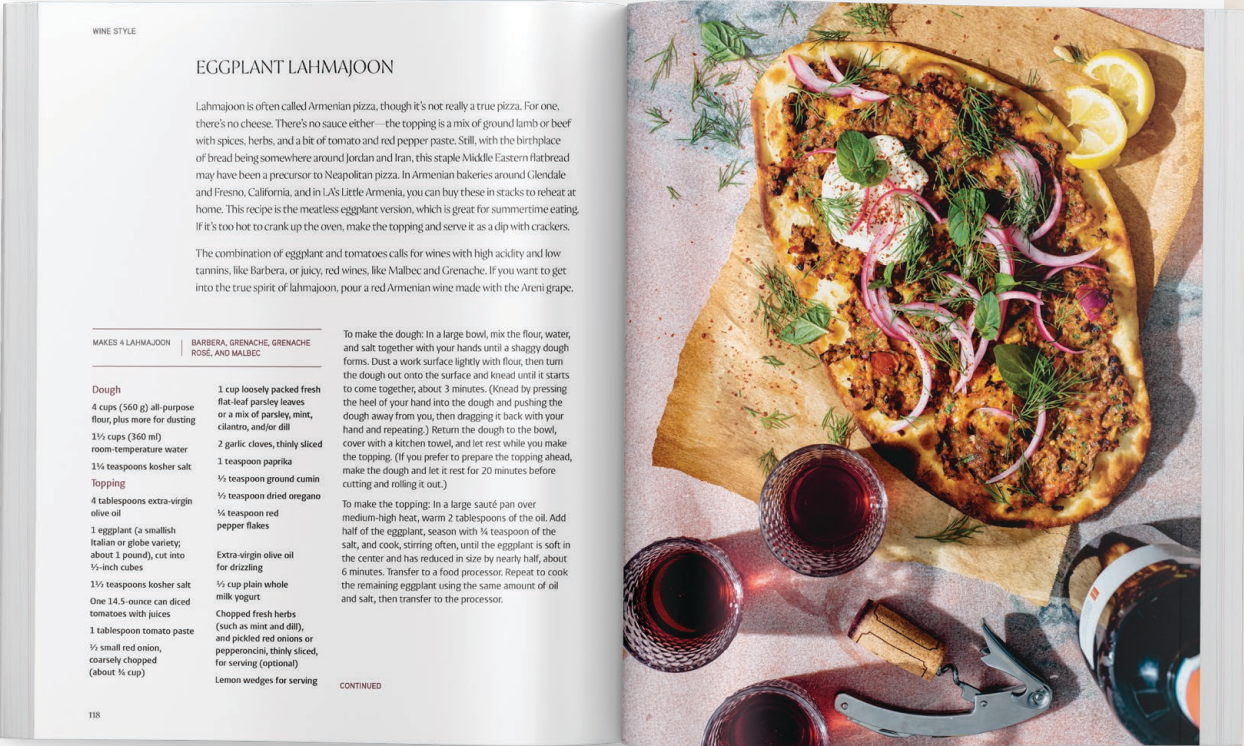 WINE STYLE
EGGPLANT LAHMAJOON
Lahmajoon is often called Armenian pizza, though it's not really a true pizza. For one,
there's no cheese. There's no sauce either—the topping is a mix of ground lamb or beef
with spices, herbs, and a bit of tomato and red pepper paste. Still, with the birthplace
of bread being somewhere around Jordan and Iran, this staple Middle Eastern flatbread
may have been a precursor to Neapolitan pizza. In Armenian bakeries around Glendale
and Fresno, California, and in LA's Little Armenia, you can buy these in stacks to reheat at
home. This recipe is the meatless eggplant version, which is great for summertime eating.
If it's too hot to crank up the oven, make the topping and serve it as a dip with crackers.
The combination of eggplant and tomatoes calls for wines with high acidity and low
tannins, like Barbera, or juicy, red wines, like Malbec and Grenache. If you want to get
into the true spirit of lahmajoon, pour a red Armenian wine made with the Areni grape.
MAKES 4 LAHMAJOON
BARBERA, GRENACHE, GRENACHE
ROSÉ, AND MALBEC
Dough
4 cups (560 g) all-purpose
flour, plus more for dusting
1½ cups (360 ml)
room-temperature water
1¼ teaspoons kosher salt
Topping
4 tablespoons extra-virgin
olive oil
1 eggplant (a smallish
Italian or globe variety;
about 1 pound), cut into
½-inch cubes
1½ teaspoons kosher salt
One 14.5-ounce can diced
tomatoes with juices
1 tablespoon tomato paste
½ small red onion,
coarsely chopped
(about ¾ cup)
1 cup loosely packed fresh
flat-leaf parsley leaves
or a mix of parsley, mint,
cilantro, and/or dill
2 garlic cloves, thinly sliced
1 teaspoon paprika
½ teaspoon ground cumin
½ teaspoon dried oregano
¼ teaspoon red
pepper flakes
Extra-virgin olive oil
for drizzling
½ cup plain whole
milk yogurt
Chopped fresh herbs
(such as mint and dill),
and pickled red onions or
pepperoncini, thinly sliced,
for serving (optional)
Lemon wedges for serving
To make the dough: In a large bowl, mix the flour, water,
and salt together with your hands until a shaggy dough
forms. Dust a work surface lightly with flour, then turn
the dough out onto the surface and knead until it starts
to come together, about 3 minutes. (Knead by pressing
the heel of your hand into the dough and pushing the
dough away from you, then dragging it back with your
hand and repeating.) Return the dough to the bowl,
cover with a kitchen towel, and let rest while you make
the topping. (If you prefer to prepare the topping ahead,
make the dough and let it rest for 20 minutes before
cutting and rolling it out.)
To make the topping: In a large sauté pan over
medium-high heat, warm 2 tablespoons of the oil. Add
half of the eggplant, season with ¾ teaspoon of the
salt, and cook, stirring often, until the eggplant is soft in
the center and has reduced in size by nearly half, about
6 minutes. Transfer to a food processor. Repeat to cook
the remaining eggplant using the same amount of oil
and salt, then transfer to the processor.
CONTINUED
118